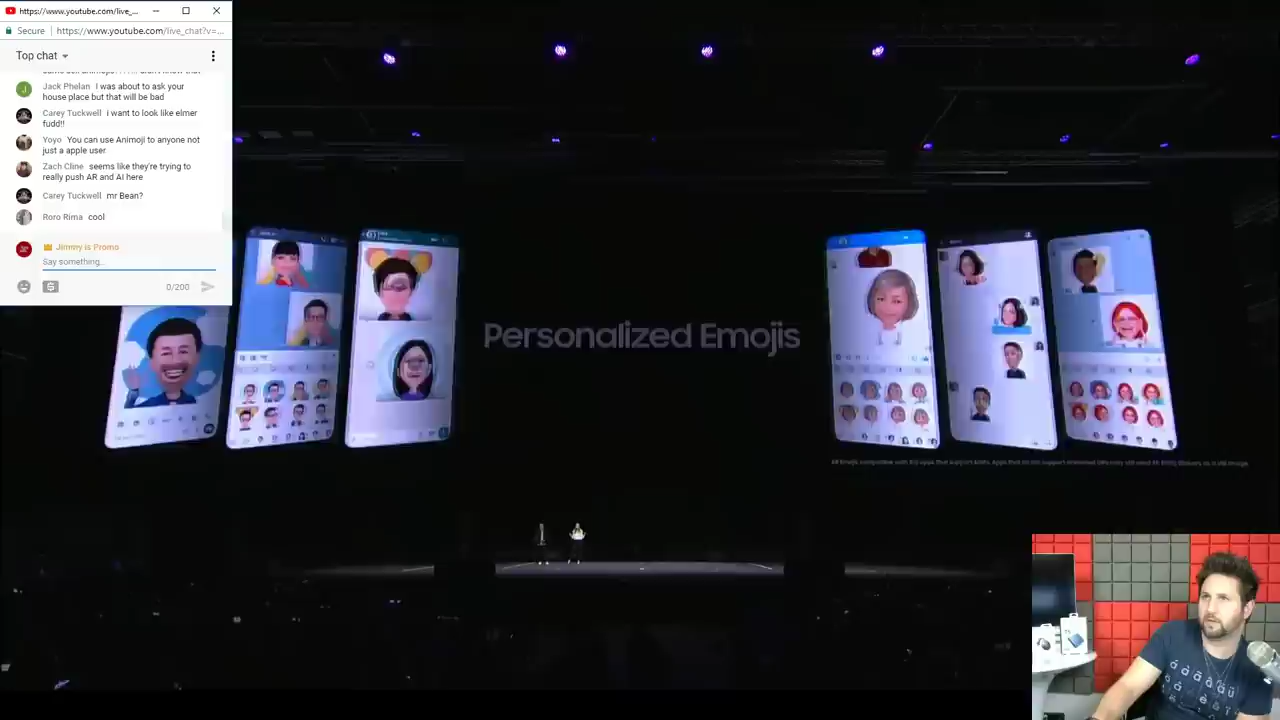 https://www.youtube.com/live_...
Secure
https://www.youtube.com/live_chat?v=...
Top chat
Jack Phelan I was about to ask your
house place but that will be bad
Carey Tuckwell i want to look like elmer
fudd!!
Yoyo You can use Animoji to anyone not
just a apple user
Zach Cline seems like they're trying to
really push AR and AI here
Carey Tuckwell mr Bean?
Roro Rima cool
Jimmy is Promo
Say something...
0/200
Personalized Emojis